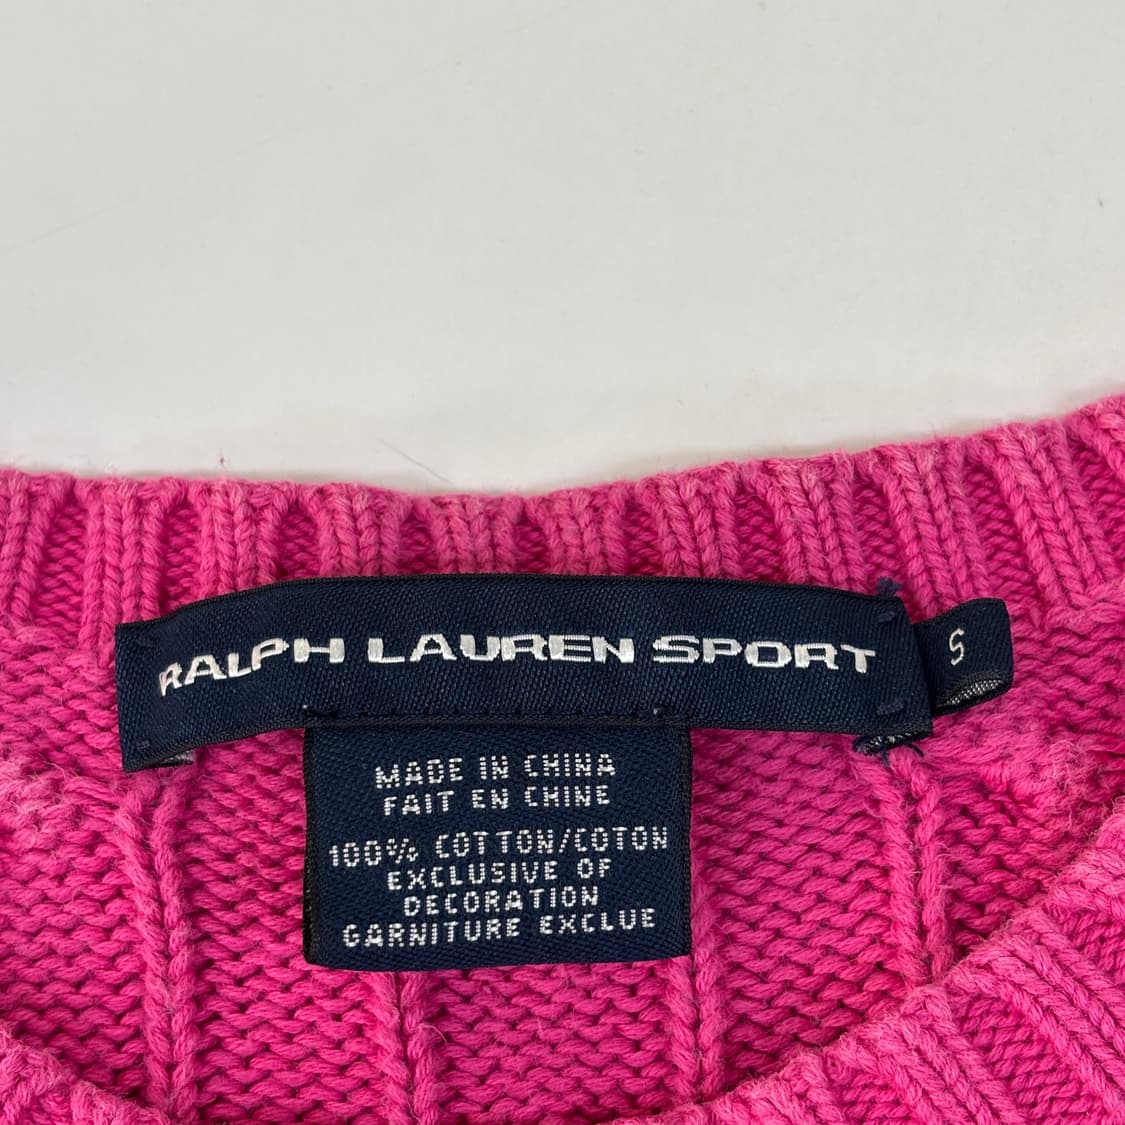 RALPH LAUREN SPORT
S
MADE IN CHINA
FAIT EN CHINE
100% COTTON/COTON
EXCLUSIVE OF
DECORATION
GARNITURE EXCLUE